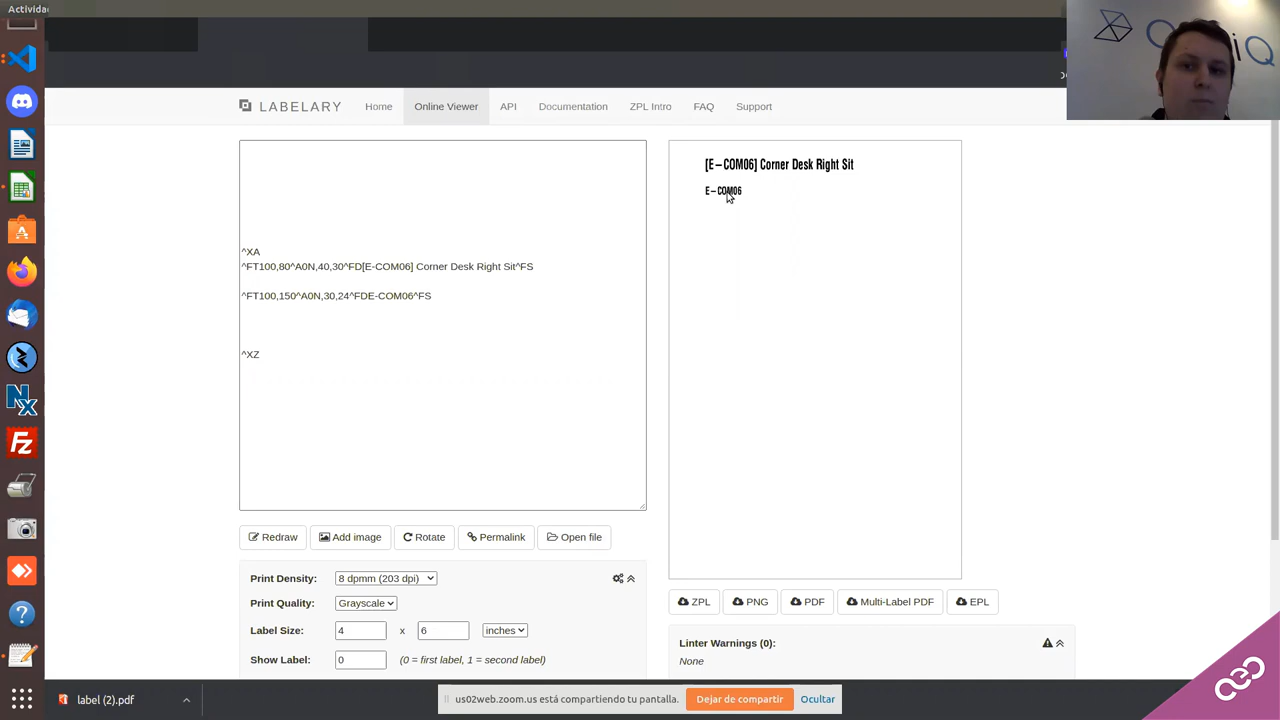 Actividad
LABELARY
Home
Online Viewer
API
Documentation
ZPL Intro
FAQ
Support
^XA
^FT100,80^A0N,40,30^FD[E-COM06] Corner Desk Right Sit^FS
^FT100,150^A0N,30,24^FDE-COM06^FS
^XZ
[E-COM06] Corner Desk Right Sit
E-COM06
Redraw
Add image
Rotate
Permalink
Open file
Print Density:
8 dpmm (203 dpi)
Print Quality:
Grayscale
Label Size:
4 x 6 inches
Show Label:
0 (0 = first label, 1 = second label)
ZPL
PNG
PDF
Multi-Label PDF
EPL
Linter Warnings (0):
None
label (2).pdf
us02web.zoom.us está compartiendo tu pantalla.
Dejar de compartir
Ocultar